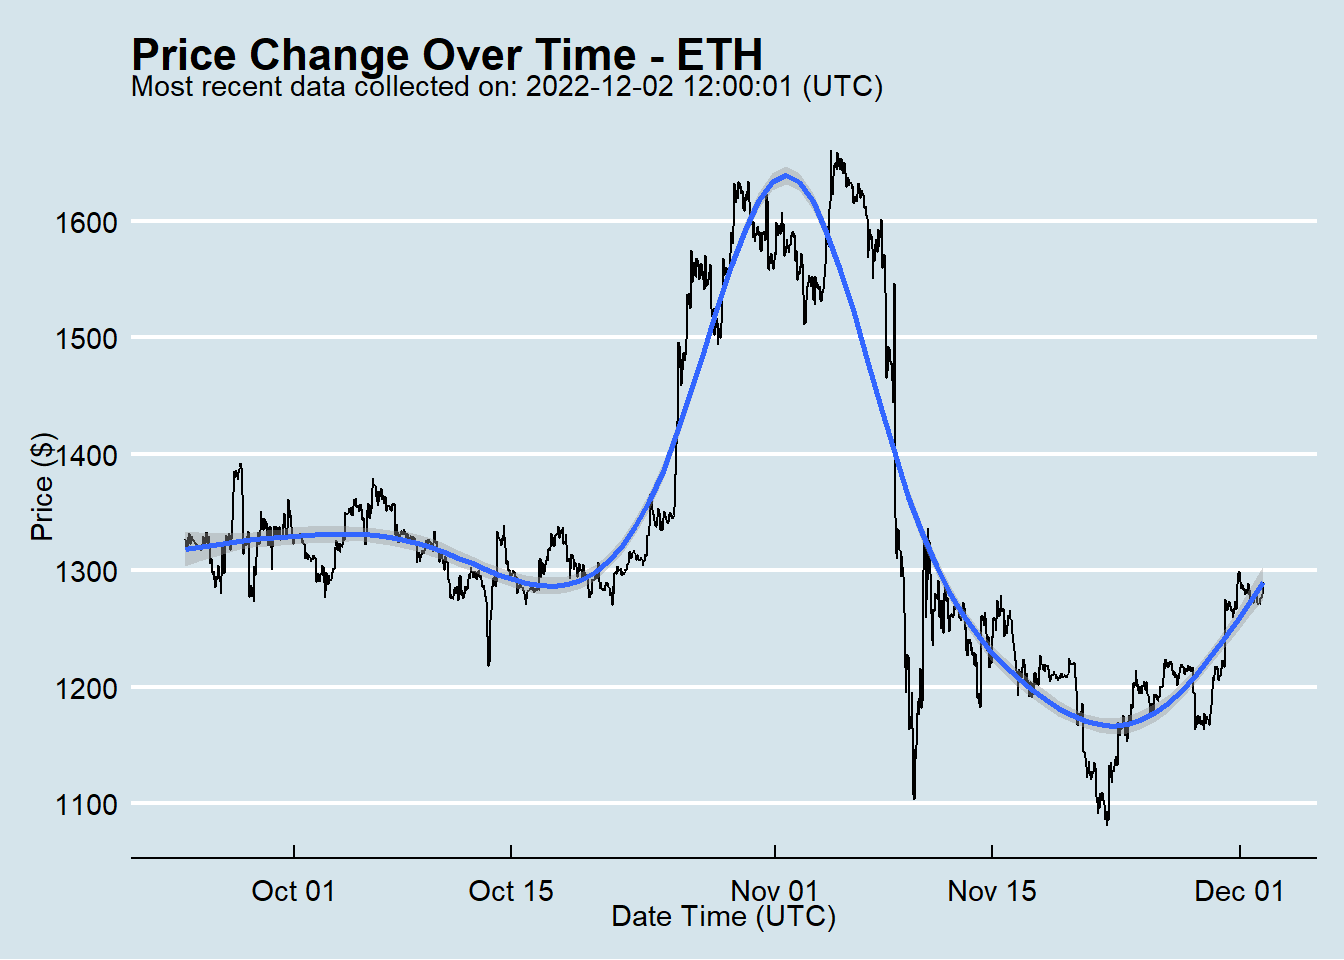 Price Change Over Time - ETH
Most recent data collected on: 2022-12-02 12:00:01 (UTC)
Price ($)
1600
1500
1400
1300
1200
1100
Oct 01 Oct 15 Nov 01 Nov 15 Dec 01
Date Time (UTC)